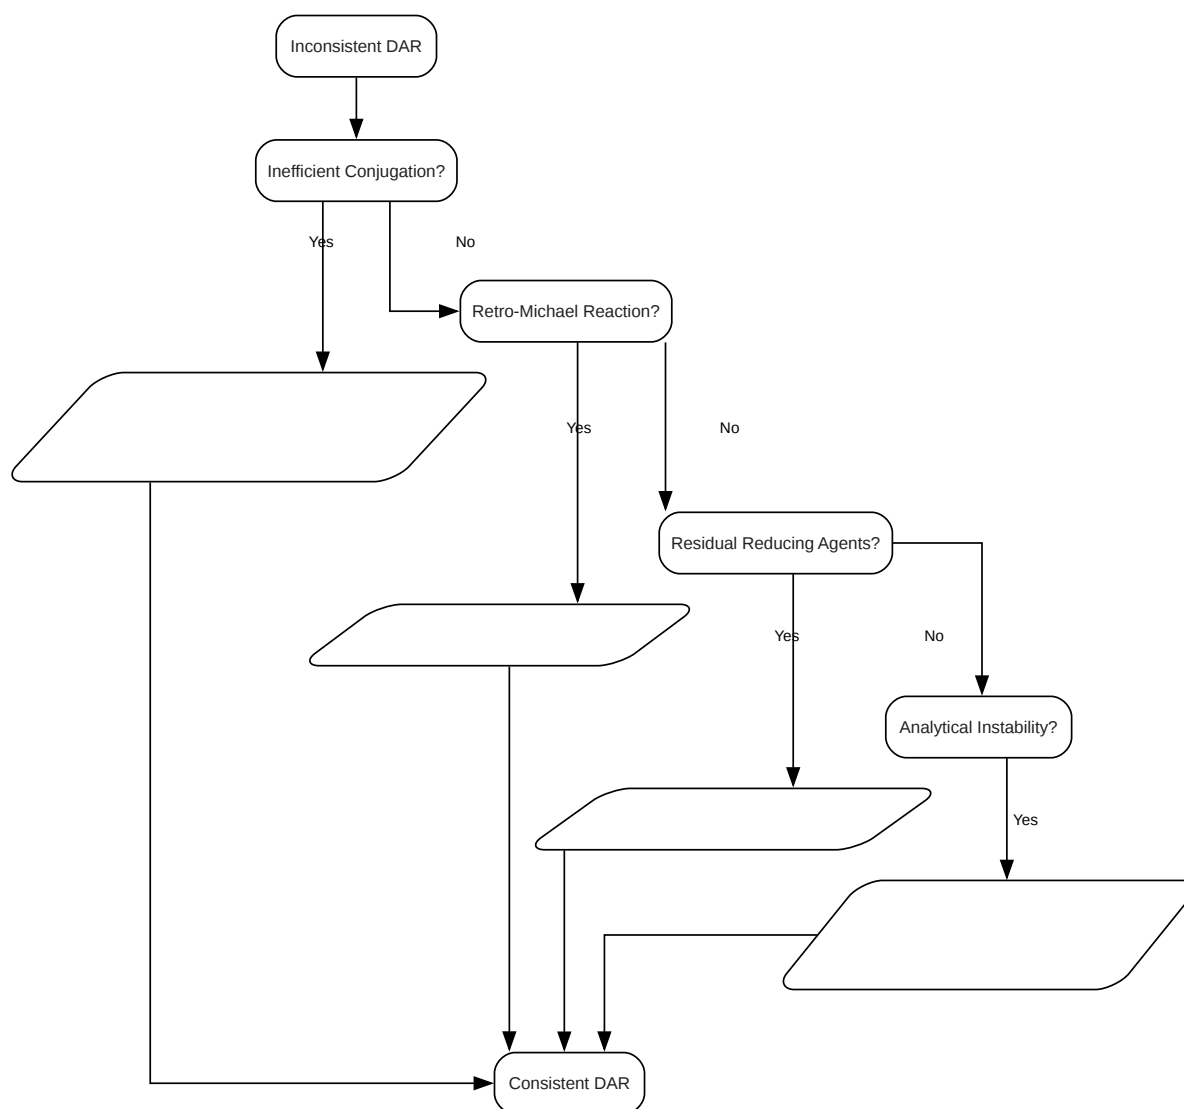 Inconsistent DAR
Inefficient Conjugation?
Yes
No
Retro-Michael Reaction?
Yes
No
Residual Reducing Agents?
Yes
No
Analytical Instability?
Yes
Consistent DAR